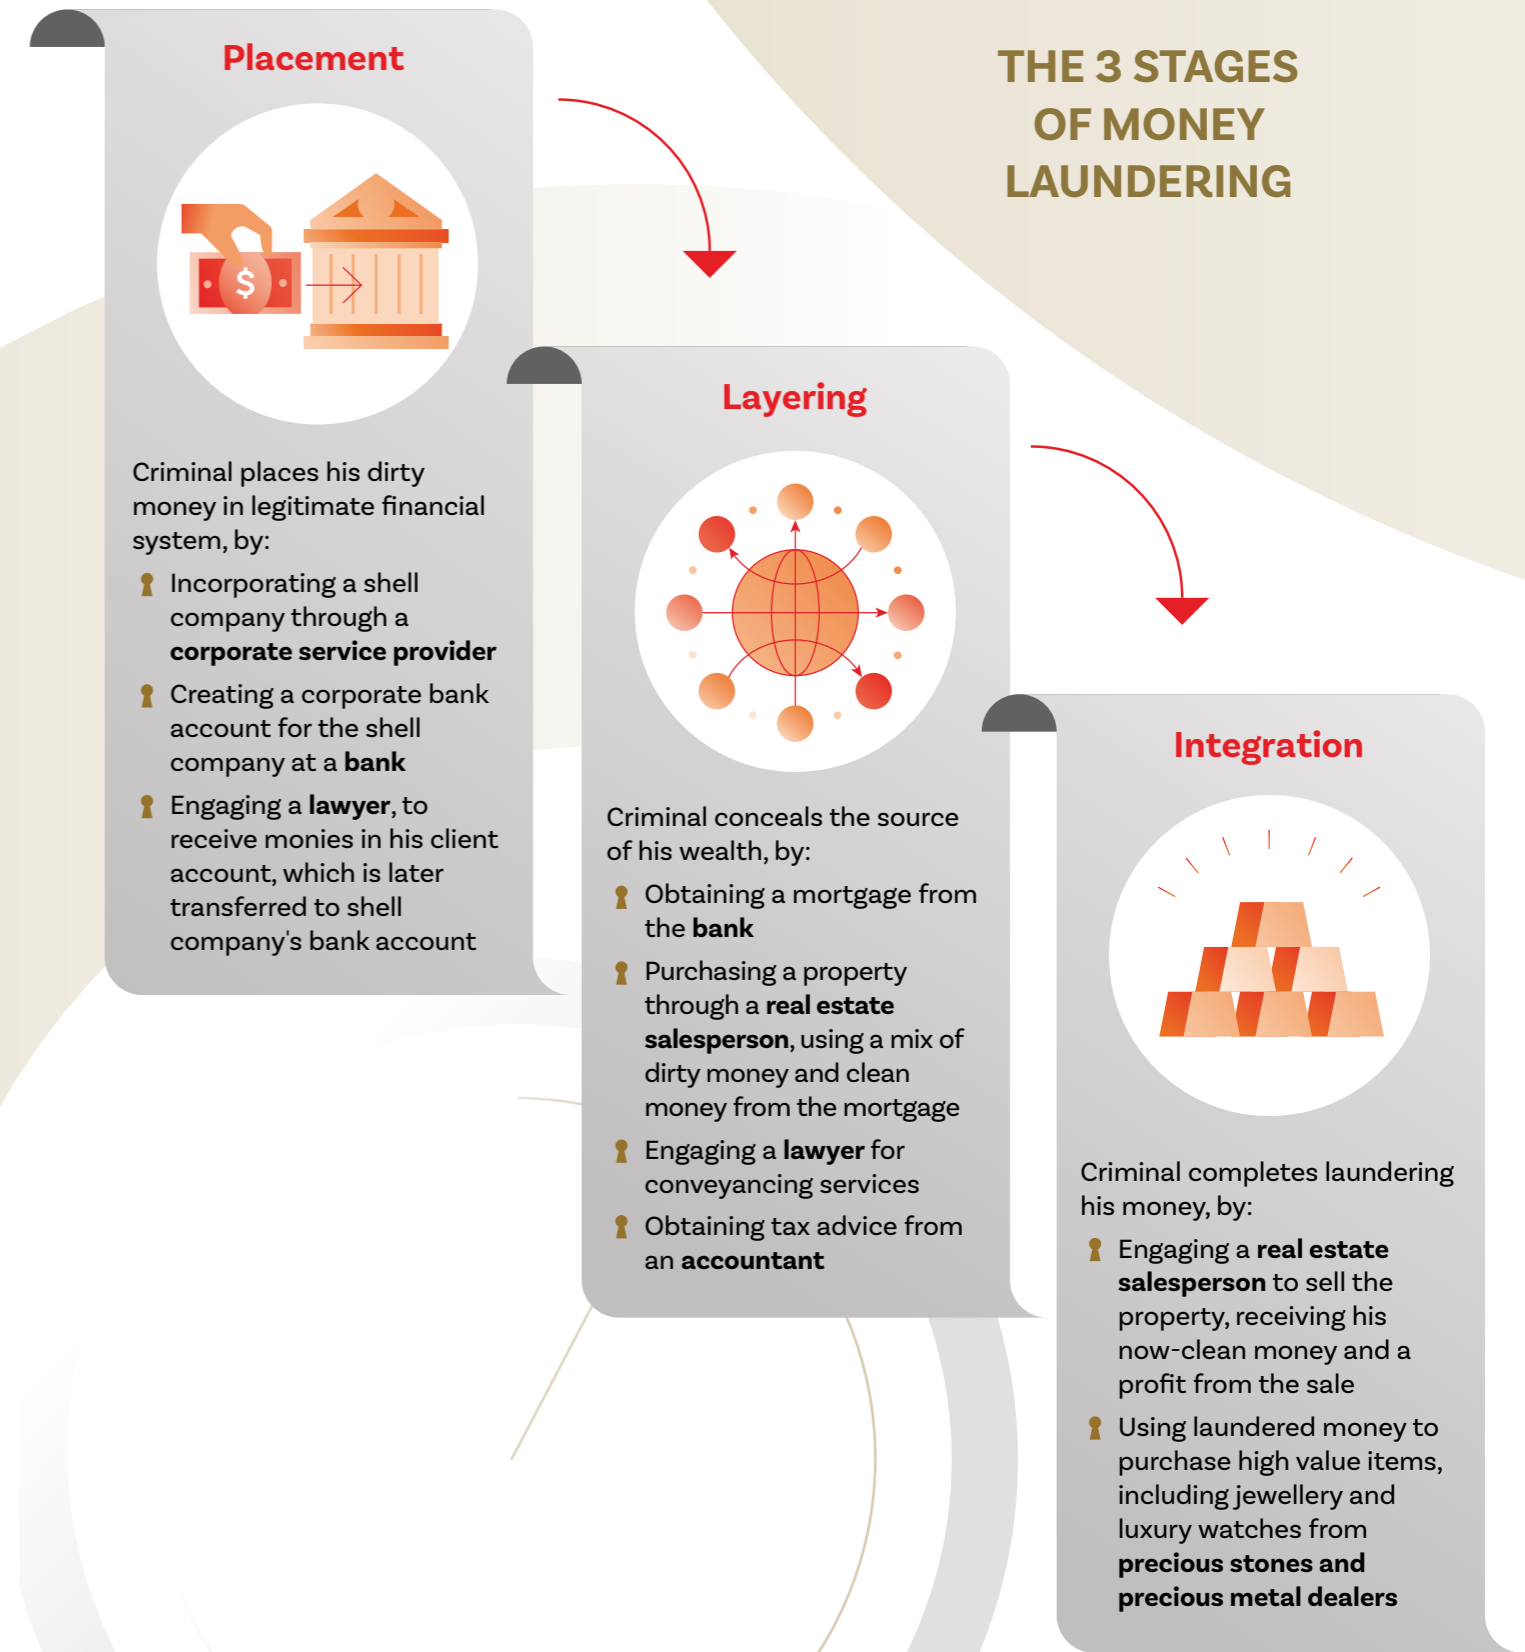 THE 3 STAGES
OF MONEY
LAUNDERING
Placement
$
Criminal places his dirty
money in legitimate financial
system, by:
Incorporating a shell
company through a
corporate service provider
Creating a corporate bank
account for the shell
company at a bank
Engaging a lawyer, to
receive monies in his client
account, which is later
transferred to shell
company's bank account
Layering
Criminal conceals the source
of his wealth, by:
Obtaining a mortgage from
the bank
Purchasing a property
through a real estate
salesperson, using a mix of
dirty money and clean
money from the mortgage
Engaging a lawyer for
conveyancing services
Obtaining tax advice from
an accountant
Integration
Criminal completes laundering
his money, by:
Engaging a real estate
salesperson to sell the
property, receiving his
now-clean money and a
profit from the sale
Using laundered money to
purchase high value items,
including jewellery and
luxury watches from
precious stones and
precious metal dealers